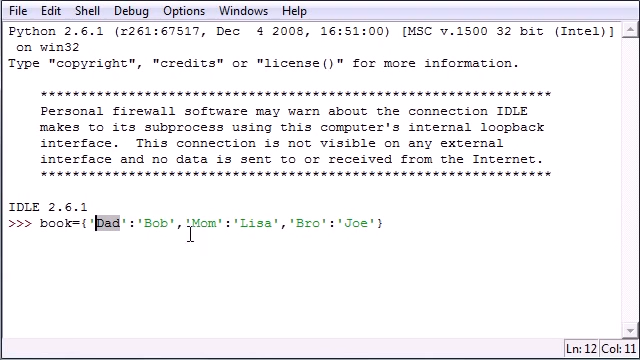 File Edit Shell Debug Options Windows Help
Python 2.6.1 (r261:67517, Dec  4 2008, 16:51:00) [MSC v.1500 32 bit (Intel)]
 on win32
Type "copyright", "credits" or "license()" for more information.
****************************************************************
Personal firewall software may warn about the connection IDLE
makes to its subprocess using this computer's internal loopback
interface.  This connection is not visible on any external
interface and no data is sent to or received from the Internet.
****************************************************************
IDLE 2.6.1
>>> book={'Dad':'Bob','Mom':'Lisa','Bro':'Joe'}
Ln: 12 Col: 11